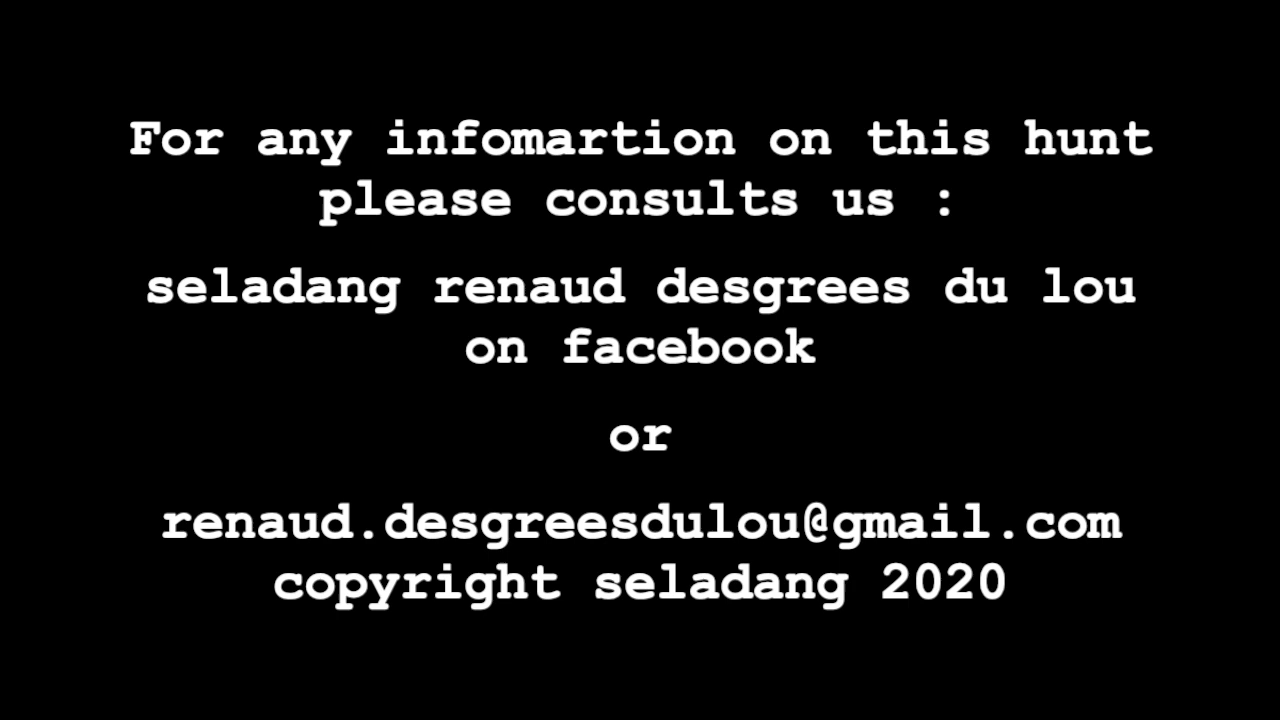 For any infomartion on this hunt
please consults us :
seladang renaud desgrees du lou
on facebook
or
renaud.desgreesdulou@gmail.com
copyright seladang 2020